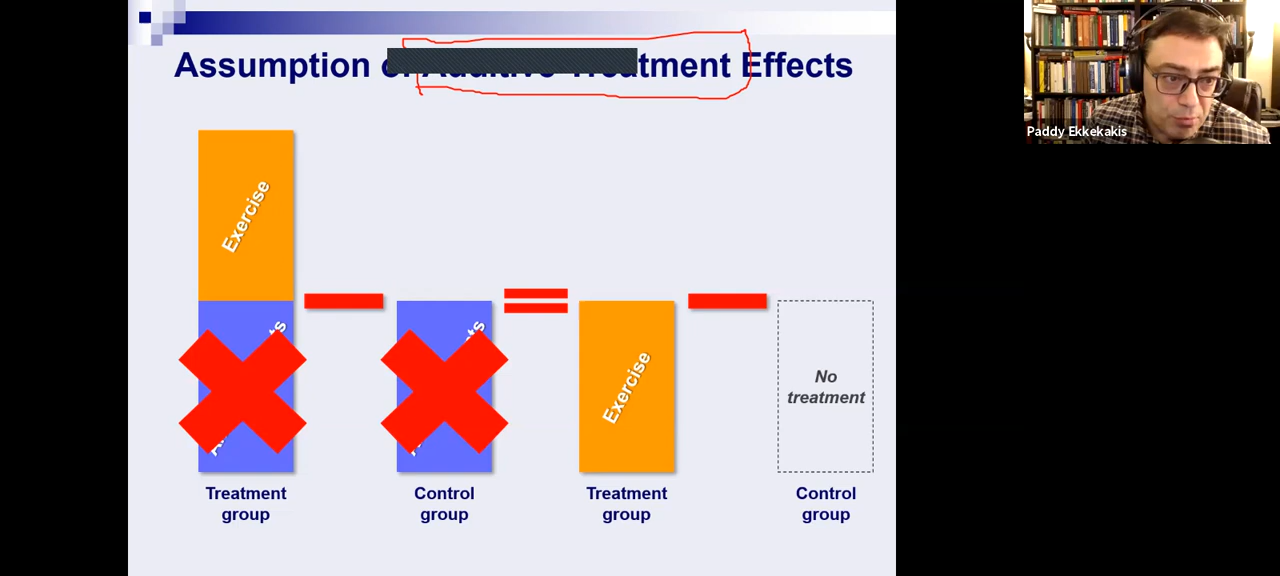 Assumption Treatment Effects
Paddy Ekkekakis
Exercise
Exercise
No
treatment
Treatment
group
Control
group
Treatment
group
Control
group